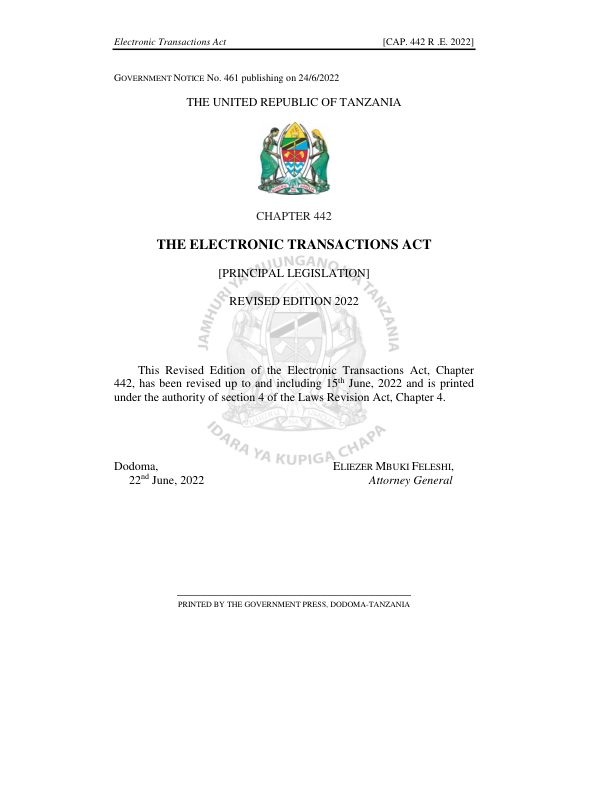 Electronic Transactions Act [CAP. 442 R .E. 2022]
GOVERNMENT NOTICE No. 461 publishing on 24/6/2022
THE UNITED REPUBLIC OF TANZANIA
CHAPTER 442
THE ELECTRONIC TRANSACTIONS ACT
[PRINCIPAL LEGISLATION]
REVISED EDITION 2022
JAMHURI YA MUUNGANO WA TANZANIA
This Revised Edition of the Electronic Transactions Act, Chapter
442, has been revised up to and including 15th June, 2022 and is printed
under the authority of section 4 of the Laws Revision Act, Chapter 4.
IDARA YA KUPIGA CHAPA
Dodoma, ELIEZER MBUKI FELESHI,
22nd June, 2022 Attorney General
PRINTED BY THE GOVERNMENT PRESS, DODOMA-TANZANIA